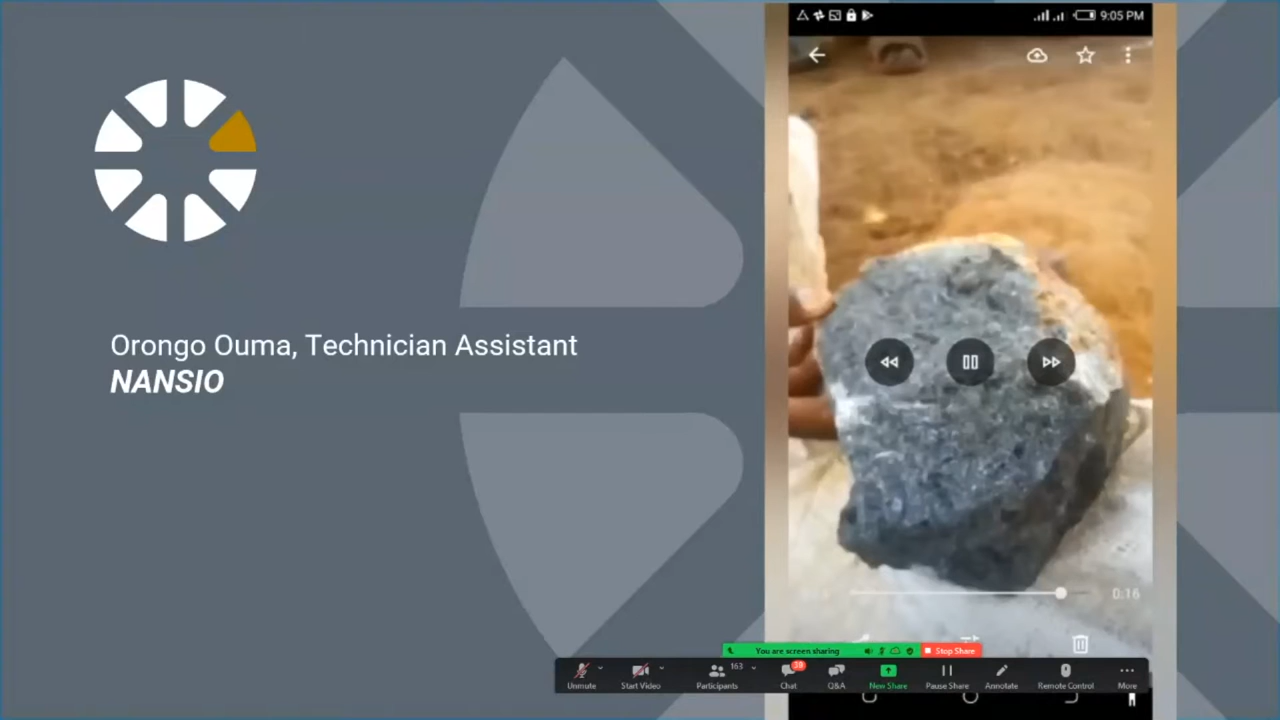 9:05 PM
Orongo Ouma, Technician Assistant
NANSIO
0:16
You are screen sharing
Stop Share
163
39
Unmute
Start Video
Participants
Chat
Q&A
New Share
Pause Share
Annotate
Remote Control
More